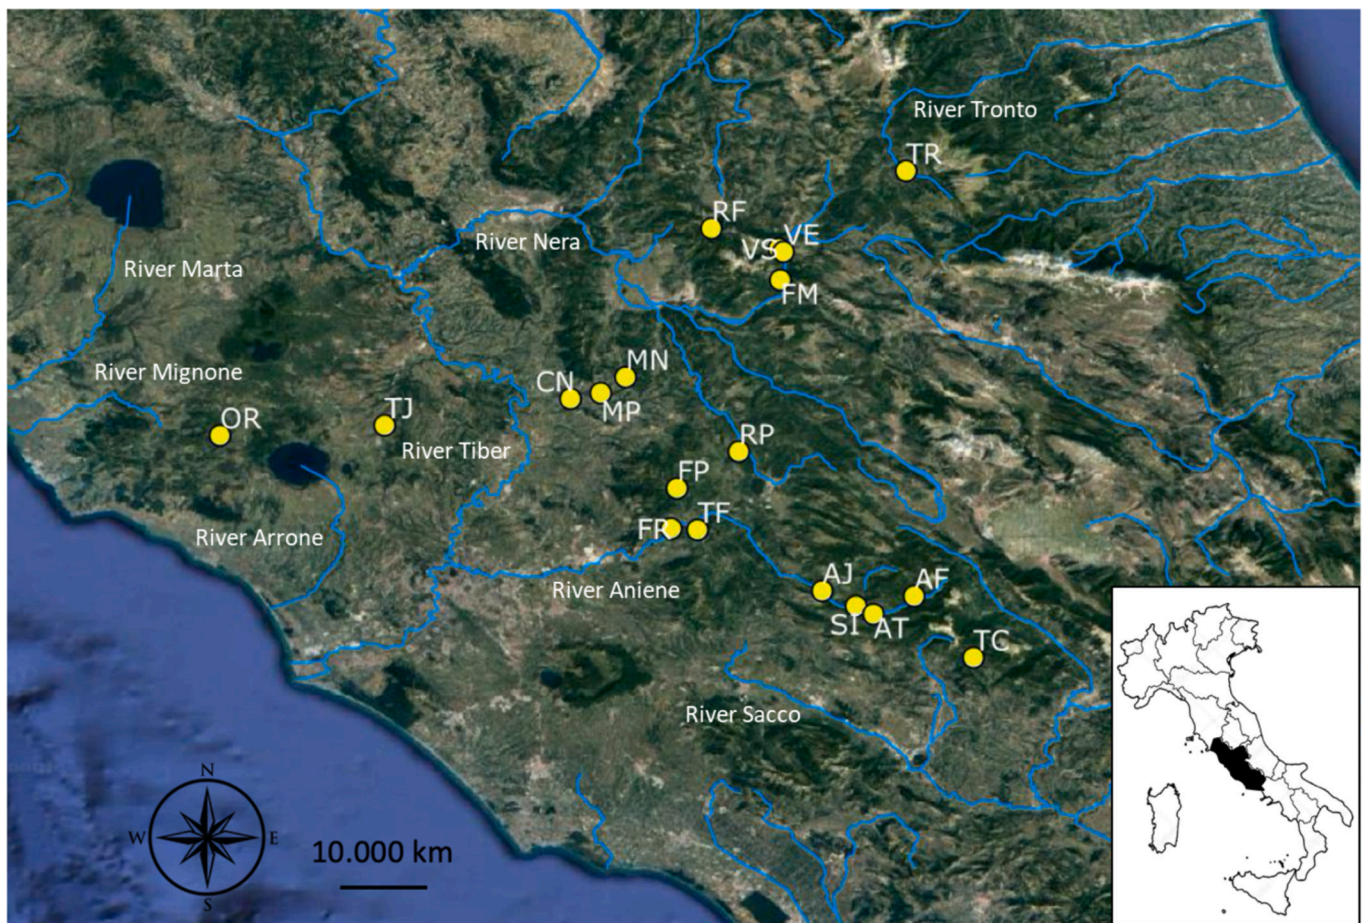 River Tronto
TR
RF
VE
VS
River Nera
River Marta
FM
MN
River Mignone
CN
MP
TJ
OR
RP
River Tiber
FP
TF
FR
River Arrone
AJ
AF
River Aniene
SI
AT
TC
River Sacco
N
W
E
S
10.000 km